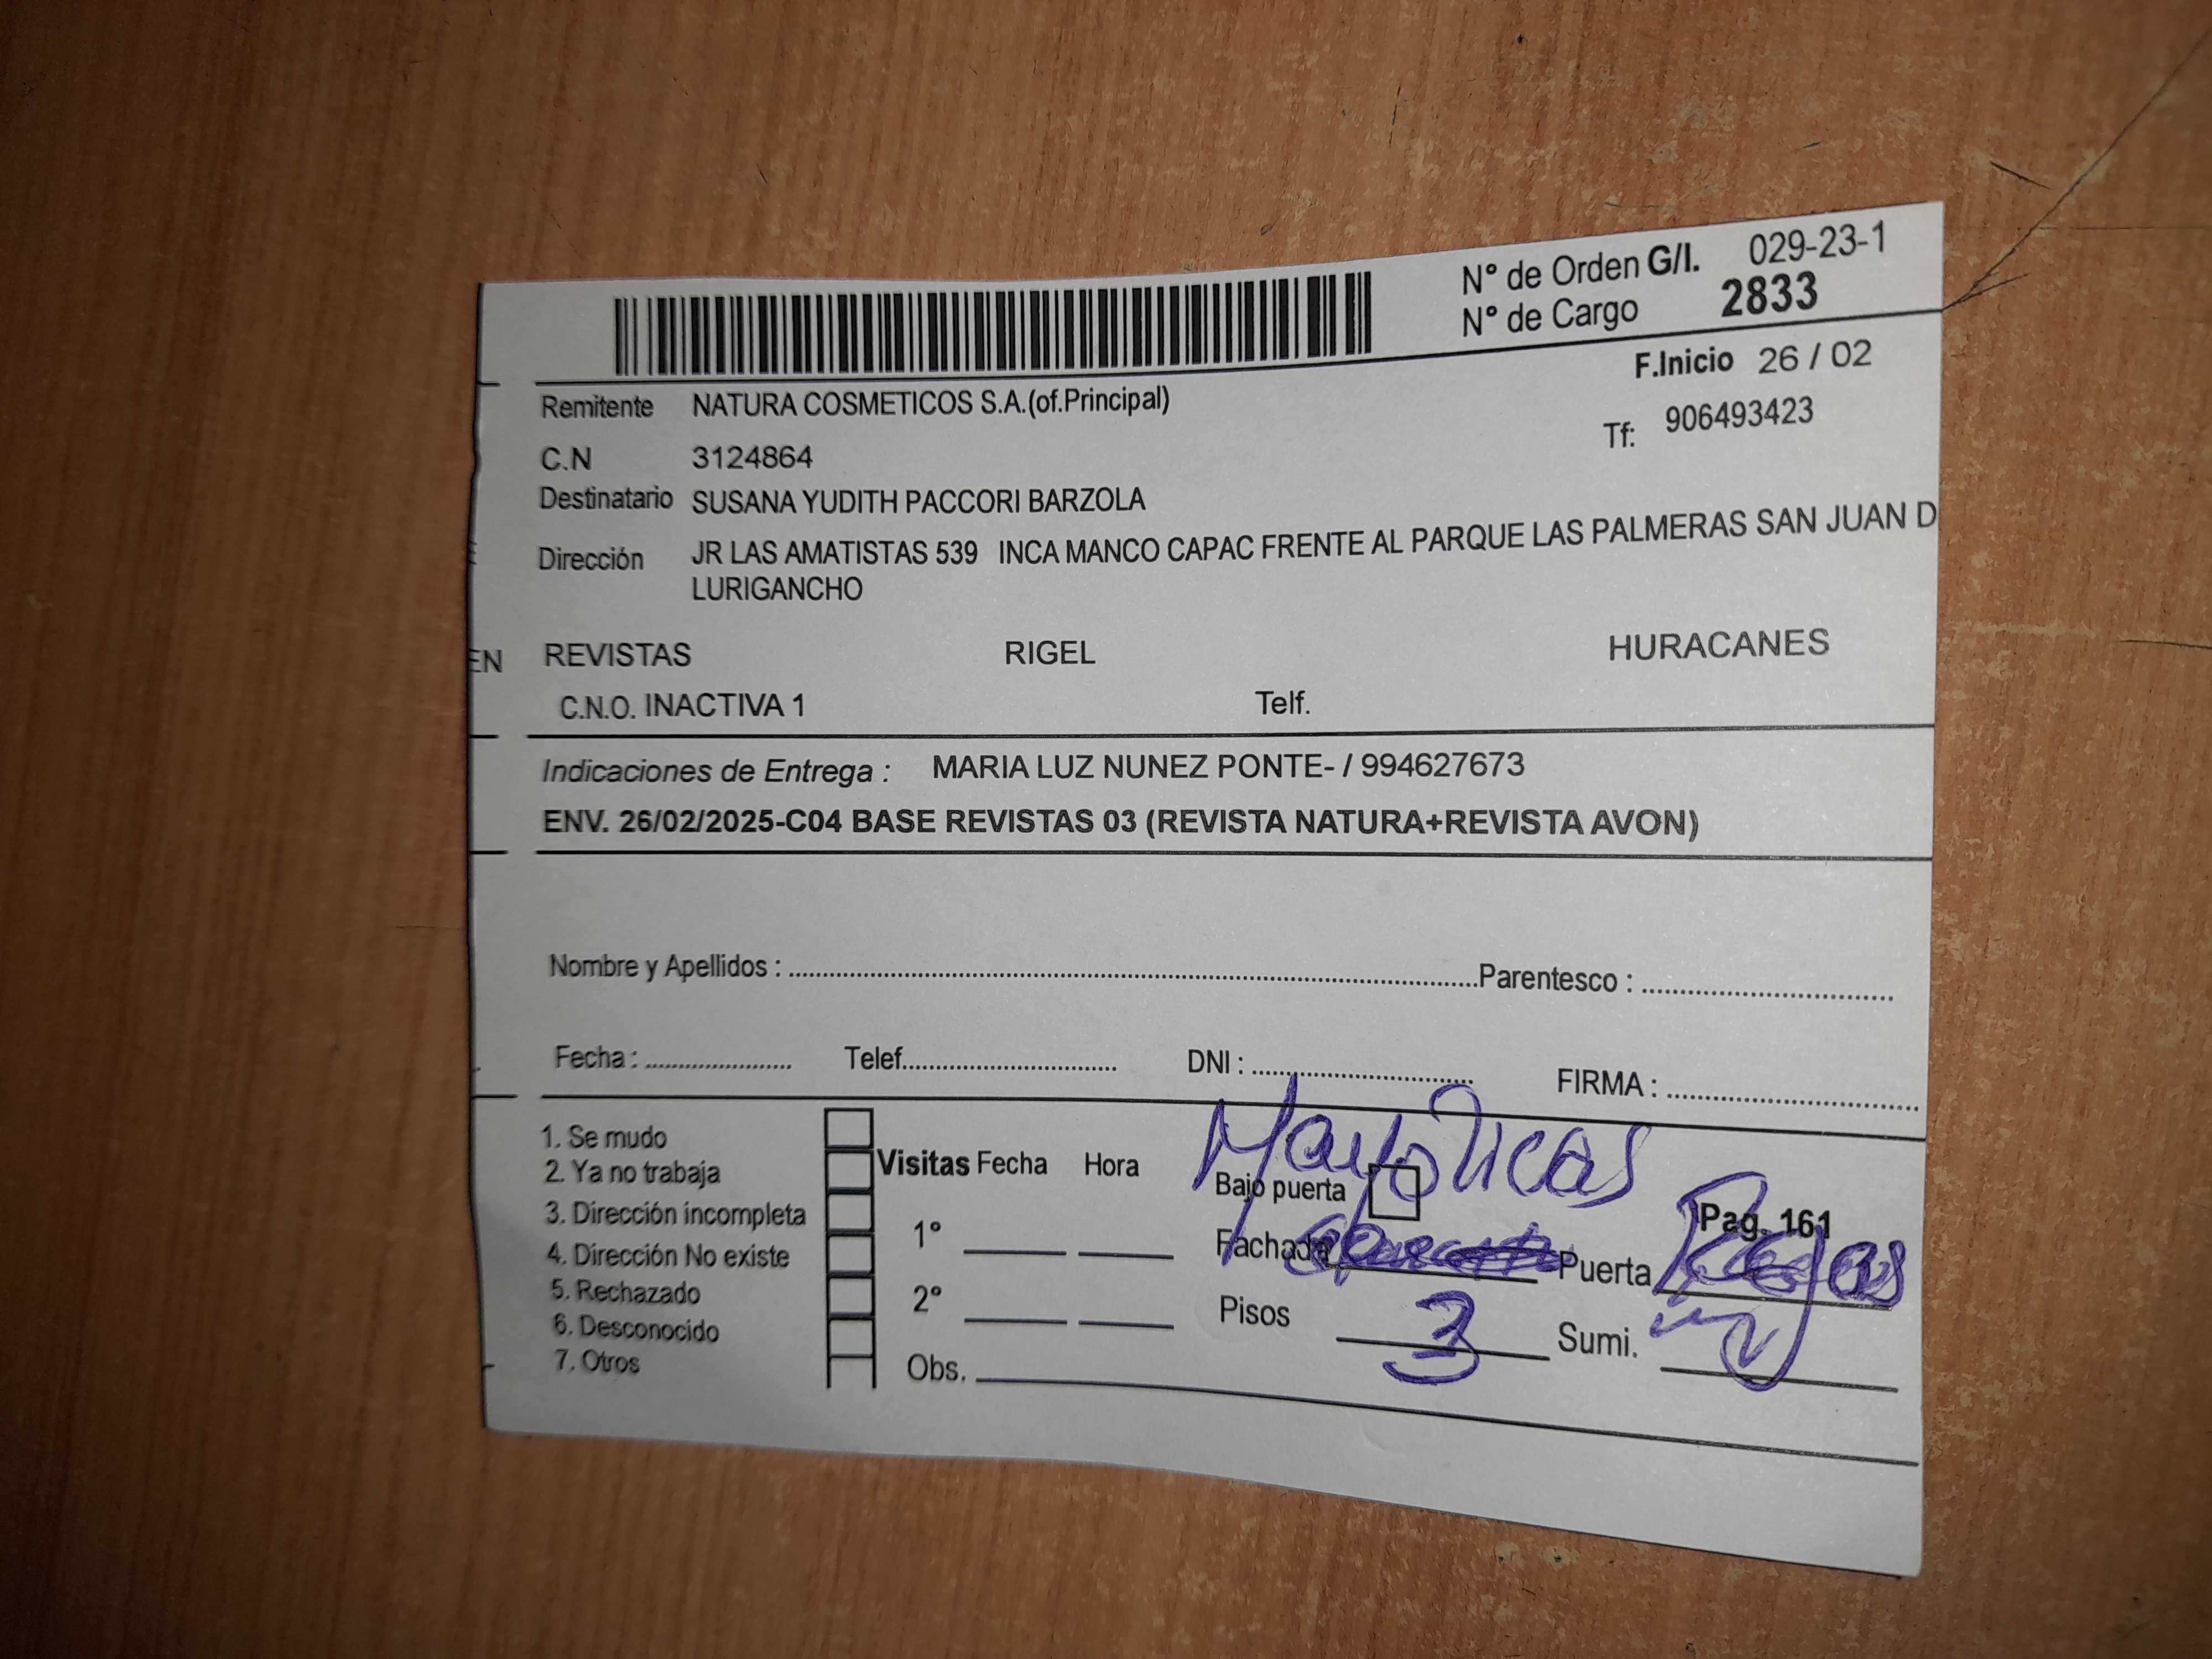 N° de Orden G/I. 029-23-1
N° de Cargo 2833
F.Inicio 26 / 02
Remitente NATURA COSMETICOS S.A.(of.Principal)
Tf: 906493423
C.N 3124864
Destinatario SUSANA YUDITH PACCORI BARZOLA
Dirección JR LAS AMATISTAS 539 INCA MANCO CAPAC FRENTE AL PARQUE LAS PALMERAS SAN JUAN D
LURIGANCHO
EN REVISTAS RIGEL HURACANES
C.N.O. INACTIVA 1 Telf.
Indicaciones de Entrega : MARIA LUZ NUNEZ PONTE- / 994627673
ENV. 26/02/2025-C04 BASE REVISTAS 03 (REVISTA NATURA+REVISTA AVON)
Nombre y Apellidos : Parentesco :
Fecha : Telef. DNI : FIRMA :
Mayolicas
1. Se mudo
2. Ya no trabaja
3. Dirección incompleta
4. Dirección No existe
5. Rechazado
6. Desconocido
7. Otros
Visitas Fecha Hora
1°
2°
Obs.
Bajo puerta
Pag. 161
Fachada Puerta Rejas
Pisos 3 Sumi.